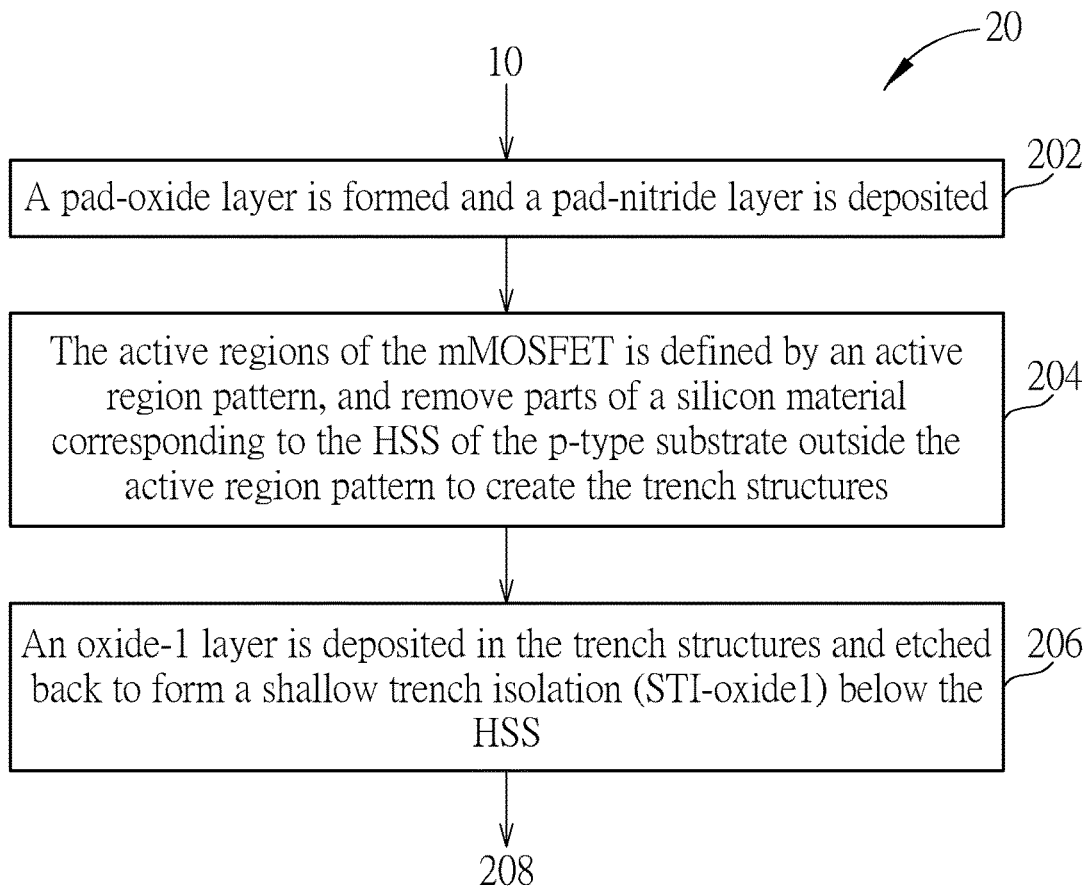 20
10
202
A pad-oxide layer is formed and a pad-nitride layer is deposited
The active regions of the mMOSFET is defined by an active
region pattern, and remove parts of a silicon material
corresponding to the HSS of the p-type substrate outside the
active region pattern to create the trench structures
204
An oxide-1 layer is deposited in the trench structures and etched
back to form a shallow trench isolation (STI-oxide1) below the
HSS
206
208